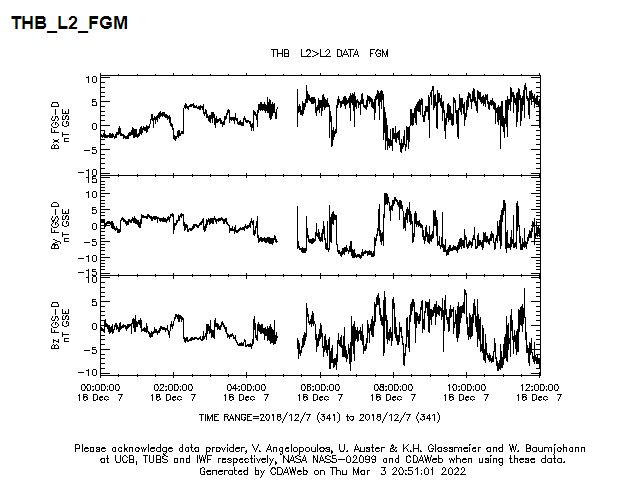 THB_L2_FGM
THB L2>L2 DATA FGM
10
5
0
-5
-10
Bx FGS-D
nT GSE
15
10
5
0
-5
-10
-15
By FGS-D
nT GSE
5
0
-5
-10
Bz FGS-D
nT GSE
00:00:00 02:00:00 04:00:00 06:00:00 08:00:00 10:00:00 12:00:00
18 Dec 7 18 Dec 7 18 Dec 7 18 Dec 7 18 Dec 7 18 Dec 7 18 Dec 7
TIME RANGE=2018/12/7 (341) to 2018/12/7 (341)
Please acknowledge data provider, V. Angelopoulos, U. Auster & K.H. Glassmeier and W. Baumjohann
at UCB, TUBS and IWF respectively, NASA NAS5-02099 and CDAWeb when using these data.
Generated by CDAWeb on Thu Mar 3 20:51:01 2022